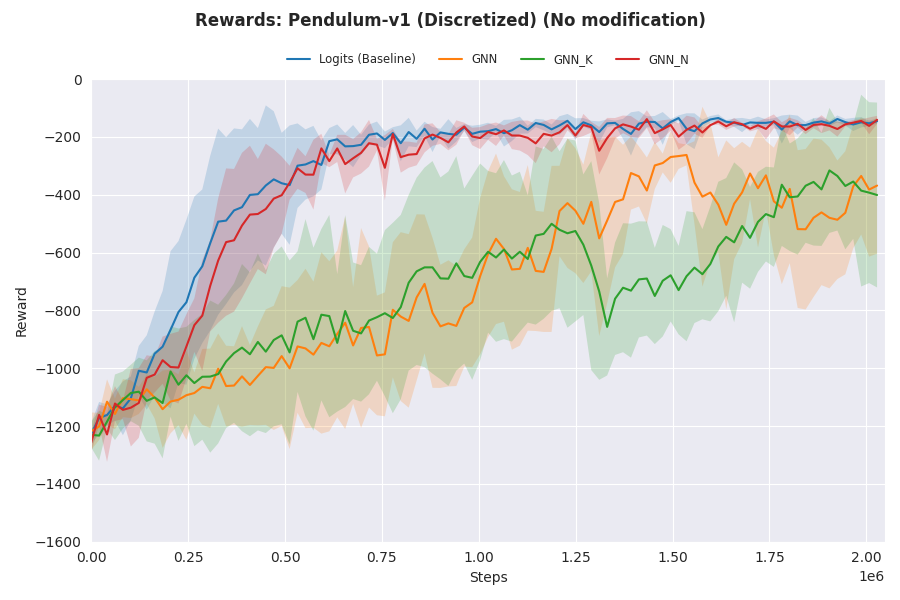 Rewards: Pendulum-v1 (Discretized) (No modification)
Logits (Baseline) GNN GNN_K GNN_N
0
−200
−400
−600
−800
−1000
−1200
−1400
−1600
Reward
0.00 0.25 0.50 0.75 1.00 1.25 1.50 1.75 2.00
1e6
Steps